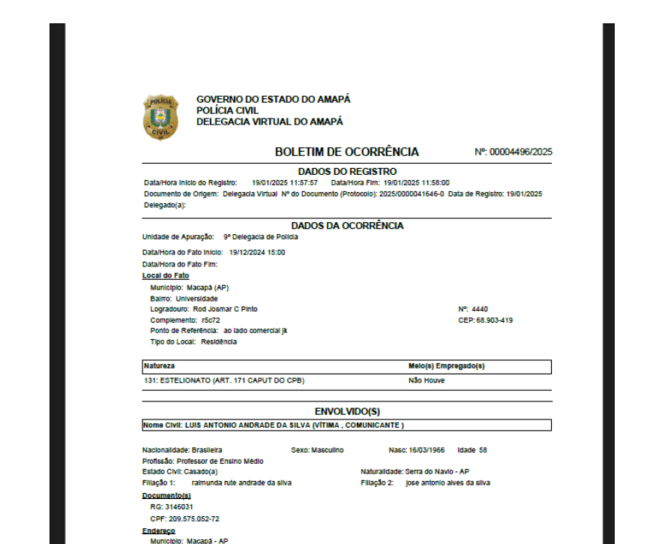 POLÍCIA
CIVIL
GOVERNO DO ESTADO DO AMAPÁ
POLÍCIA CIVIL
DELEGACIA VIRTUAL DO AMAPÁ
BOLETIM DE OCORRÊNCIA Nº: 00004496/2025
DADOS DO REGISTRO
Data/Hora Início do Registro: 19/01/2025 11:57:57 Data/Hora Fim: 19/01/2025 11:58:00
Documento de Origem: Delegacia Virtual Nº do Documento (Protocolo): 2025/0000041646-0 Data de Registro: 19/01/2025
Delegado(a):
DADOS DA OCORRÊNCIA
Unidade de Apuração: 9ª Delegacia de Polícia
Data/Hora do Fato Início: 19/12/2024 15:00
Data/Hora do Fato Fim:
Local do Fato
Município: Macapá (AP)
Bairro: Universidade
Logradouro: Rod Josmar C Pinto Nº: 4440
Complemento: r5c72 CEP: 68.903-419
Ponto de Referência: ao lado comercial jk
Tipo do Local: Residência
Natureza Meio(s) Empregado(s)
131: ESTELIONATO (ART. 171 CAPUT DO CPB) Não Houve
ENVOLVIDO(S)
Nome Civil: LUIS ANTONIO ANDRADE DA SILVA (VÍTIMA , COMUNICANTE )
Nacionalidade: Brasileira Sexo: Masculino Nasc: 16/03/1966 Idade 58
Profissão: Professor de Ensino Médio
Estado Civil: Casado(a) Naturalidade: Serra do Navio - AP
Filiação 1: raimunda rute andrade da silva Filiação 2: jose antonio alves da silva
Documento(s)
RG: 3146031
CPF: 209.575.052-72
Endereço
Município: Macapá - AP